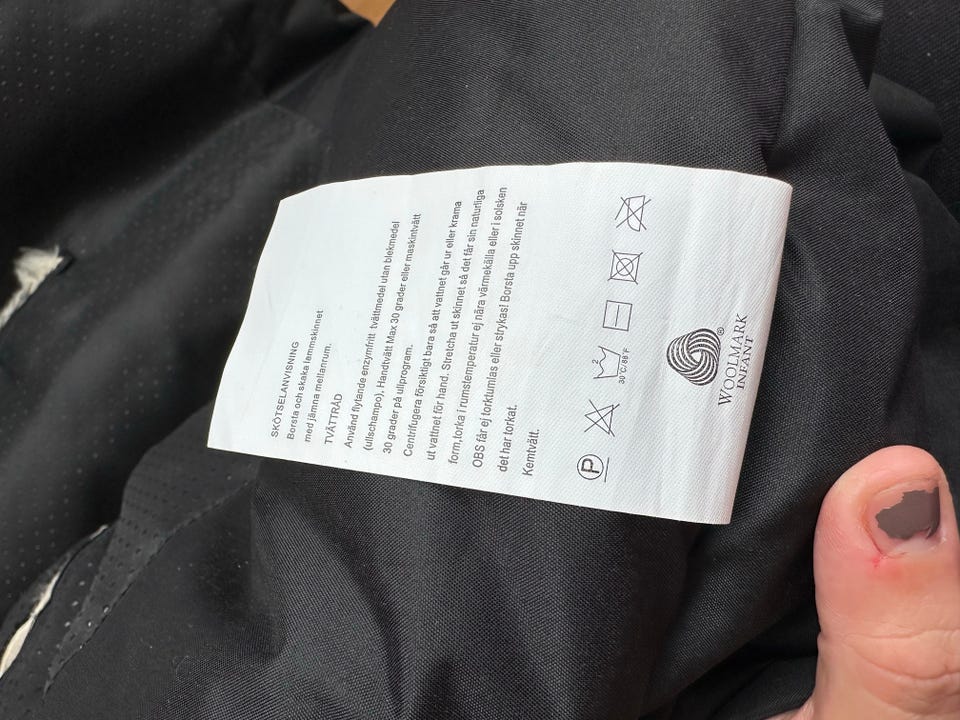 SKÖTSELANVISNING
Borsta och skaka lammskinnet
med jämna mellanrum.
TVÄTTRÅD
Använd flytande enzymfritt tvättmedel utan blekmedel
(ullschampo). Handtvätt Max 30 grader eller maskintvätt
30 grader på ullprogram.
Centrifugera försiktigt bara så att vattnet går ur eller krama
ut vattnet för hand. Stretcha ut skinnet så det får sin naturliga
form,torka i rumstemperatur ej nära värmekälla eller i solsken
OBS får ej torktumlas eller strykas! Borsta upp skinnet när
det har torkat.
Kemtvätt.
P
30°C/86°F
®
WOOLMARK
INFANT